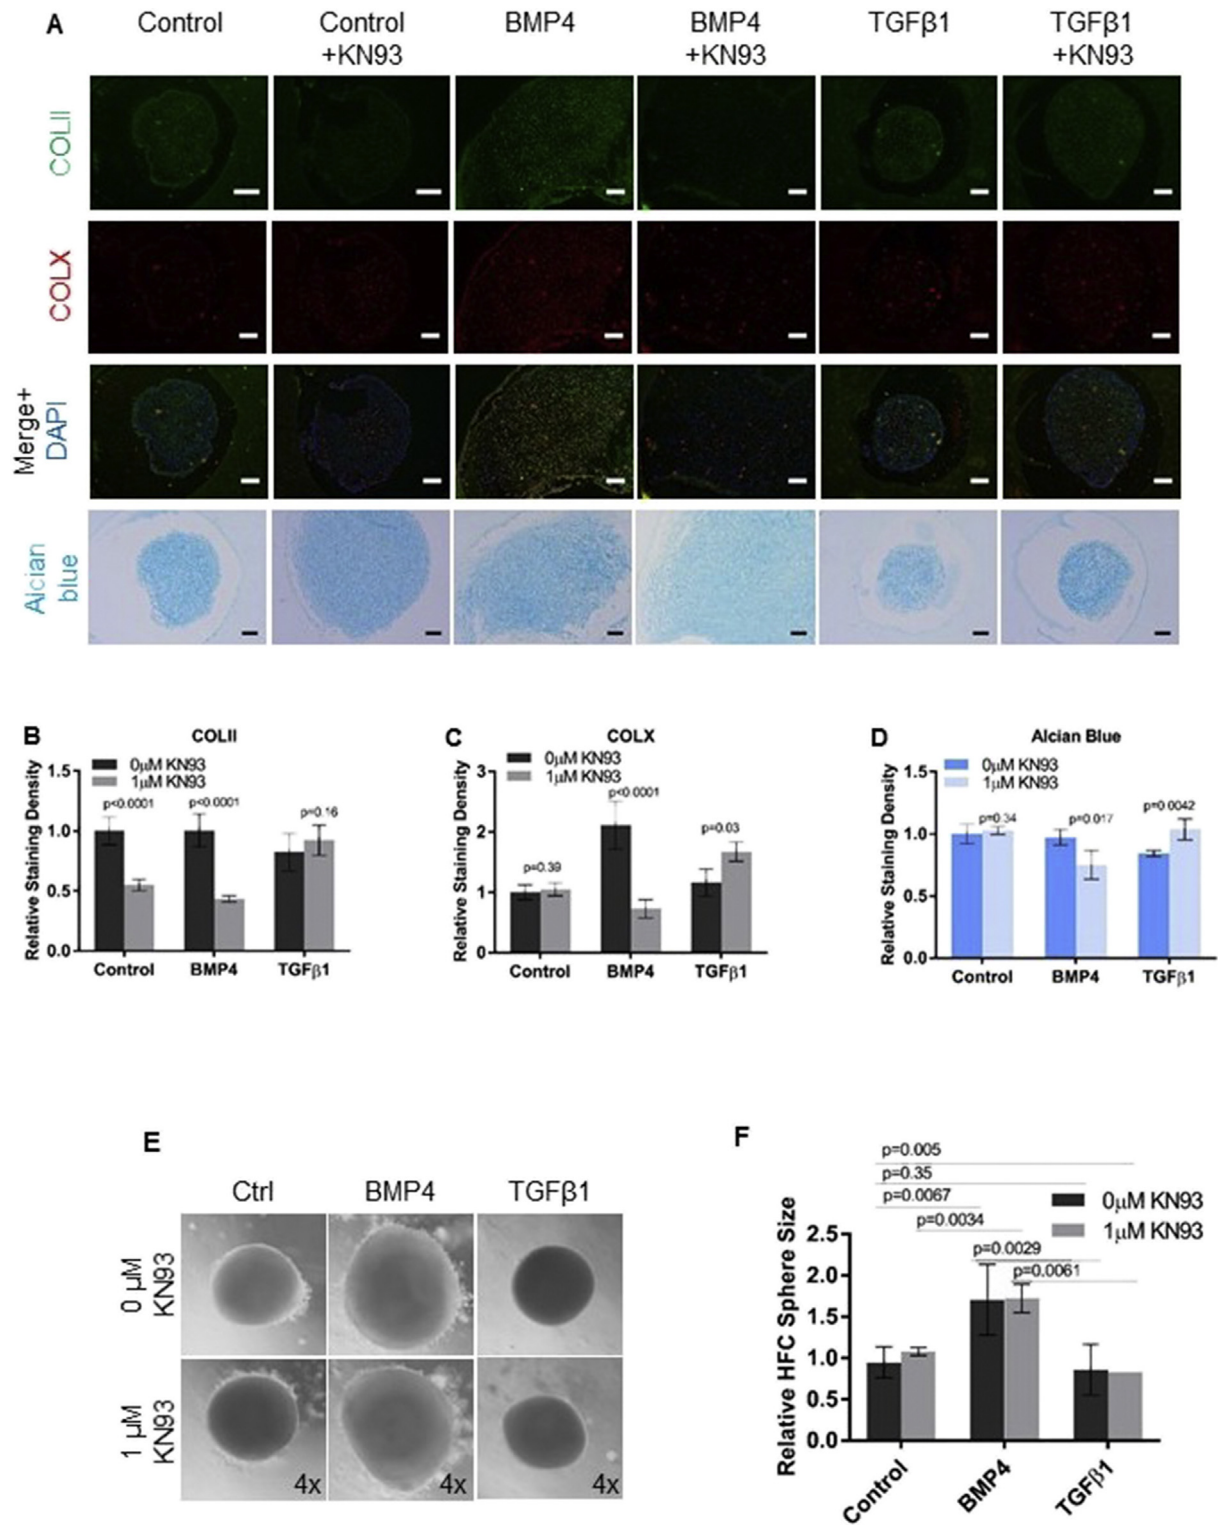 A
Control
Control
+KN93
BMP4
BMP4
+KN93
TGFβ1
TGFβ1
+KN93
COLII
COLX
Merge+
DAPI
Alcian
blue
B
COLII
0μM KN93
1μM KN93
Relative Staining Density
1.5
1.0
0.5
0.0
p<0.0001
p<0.0001
p=0.16
Control
BMP4
TGFβ1
C
COLX
0μM KN93
1μM KN93
Relative Staining Density
3
2
1
0
p=0.39
p<0.0001
p=0.03
Control
BMP4
TGFβ1
D
Alcian Blue
0μM KN93
1μM KN93
Relative Staining Density
1.5
1.0
0.5
0.0
p=0.34
p=0.017
p=0.0042
Control
BMP4
TGFβ1
E
Ctrl
BMP4
TGFβ1
0 μM
KN93
1 μM
KN93
4x
4x
4x
F
p=0.005
p=0.35
p=0.0067
p=0.0034
p=0.0029
p=0.0061
0μM KN93
1μM KN93
Relative HFC Sphere Size
2.5
2.0
1.5
1.0
0.5
0.0
Control
BMP4
TGFβ1